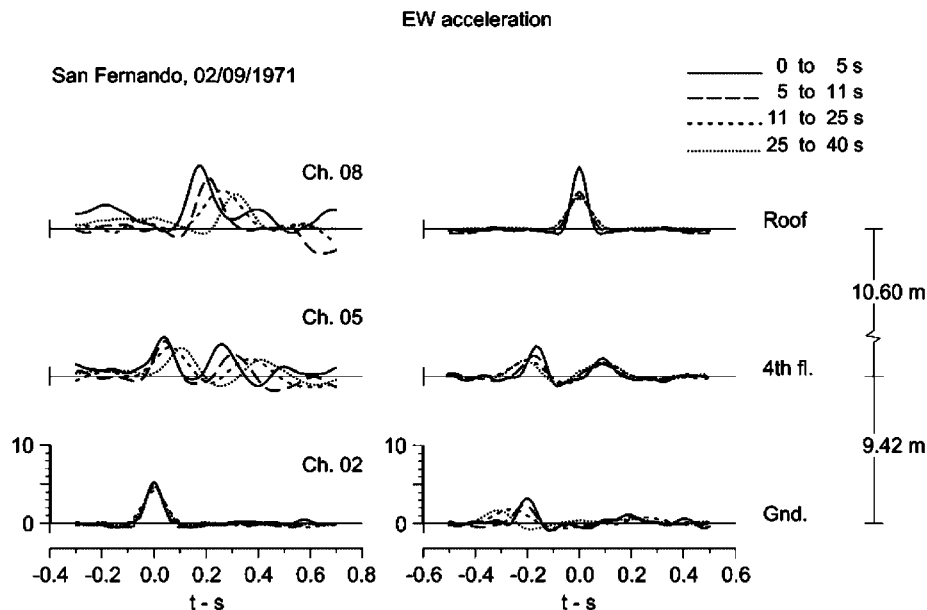 EW acceleration
San Fernando, 02/09/1971
0 to 5 s
5 to 11 s
11 to 25 s
25 to 40 s
Ch. 08
Roof
10.60 m
Ch. 05
4th fl.
9.42 m
10
Ch. 02
10
0
0
Gnd.
-0.4 -0.2 0.0 0.2 0.4 0.6 0.8
-0.6 -0.4 -0.2 0.0 0.2 0.4 0.6
t - s
t - s